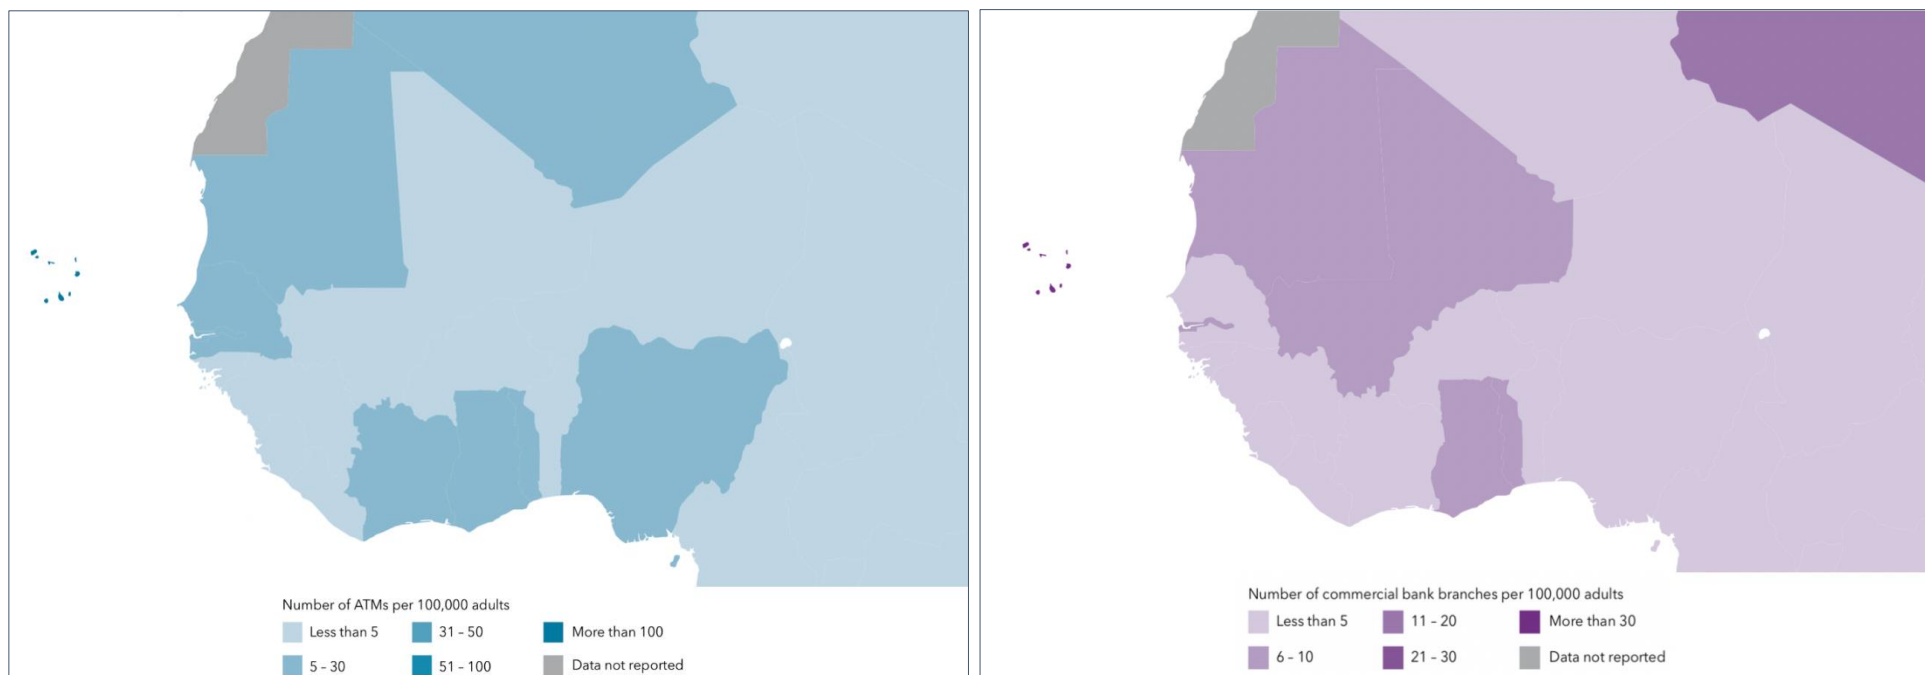 Number of ATMs per 100,000 adults
Less than 5
31 – 50
More than 100
5 – 30
51 – 100
Data not reported
Number of commercial bank branches per 100,000 adults
Less than 5
11 – 20
More than 30
6 – 10
21 – 30
Data not reported